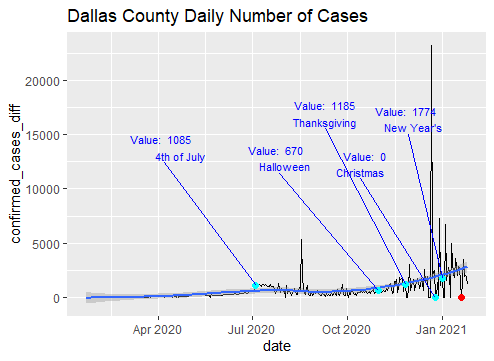 Dallas County Daily Number of Cases
confirmed_cases_diff
20000
15000
10000
5000
0
Value: 1185
Thanksgiving
Value: 1774
New Year's
Value: 1085
4th of July
Value: 670
Halloween
Value: 0
Christmas
Apr 2020
Jul 2020
Oct 2020
Jan 2021
date